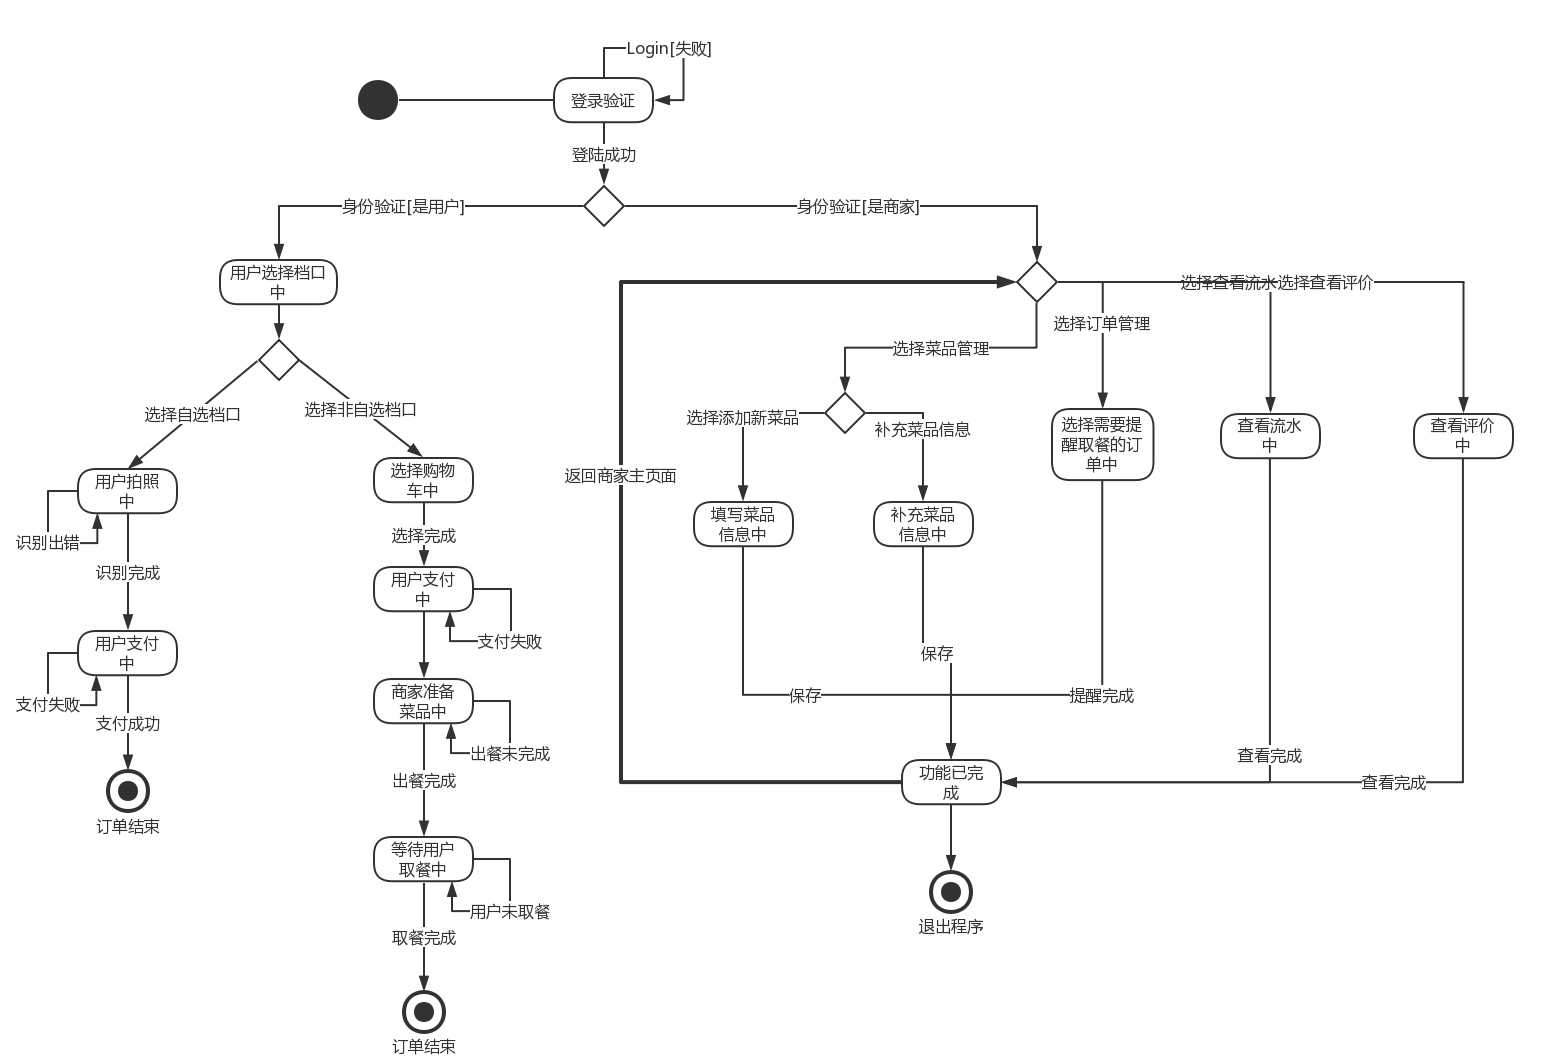 Login[失败]
登录验证
登陆成功
身份验证[是用户]
身份验证[是商家]
用户选择档口
中
选择查看流水
选择查看评价
选择订单管理
选择菜品管理
选择自选档口
选择非自选档口
选择添加新菜品
补充菜品信息
选择需要提
醒取餐的订
单中
查看流水
中
查看评价
中
用户拍照
中
选择购物
车中
返回商家主页面
填写菜品
信息中
补充菜品
信息中
识别出错
选择完成
识别完成
用户支付
中
支付失败
用户支付
中
保存
支付失败
商家准备
菜品中
保存
提醒完成
支付成功
出餐未完成
查看完成
出餐完成
功能已完
成
查看完成
订单结束
等待用户
取餐中
用户未取餐
退出程序
取餐完成
订单结束